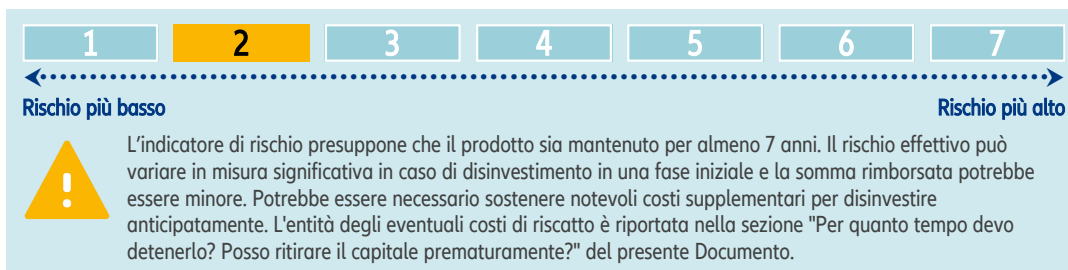 1 2 3 4 5 6 7
Rischio più basso Rischio più alto
L'indicatore di rischio presuppone che il prodotto sia mantenuto per almeno 7 anni. Il rischio effettivo può
variare in misura significativa in caso di disinvestimento in una fase iniziale e la somma rimborsata potrebbe
essere minore. Potrebbe essere necessario sostenere notevoli costi supplementari per disinvestire
anticipatamente. L'entità degli eventuali costi di riscatto è riportata nella sezione "Per quanto tempo devo
detenerlo? Posso ritirare il capitale prematuramente?" del presente Documento.